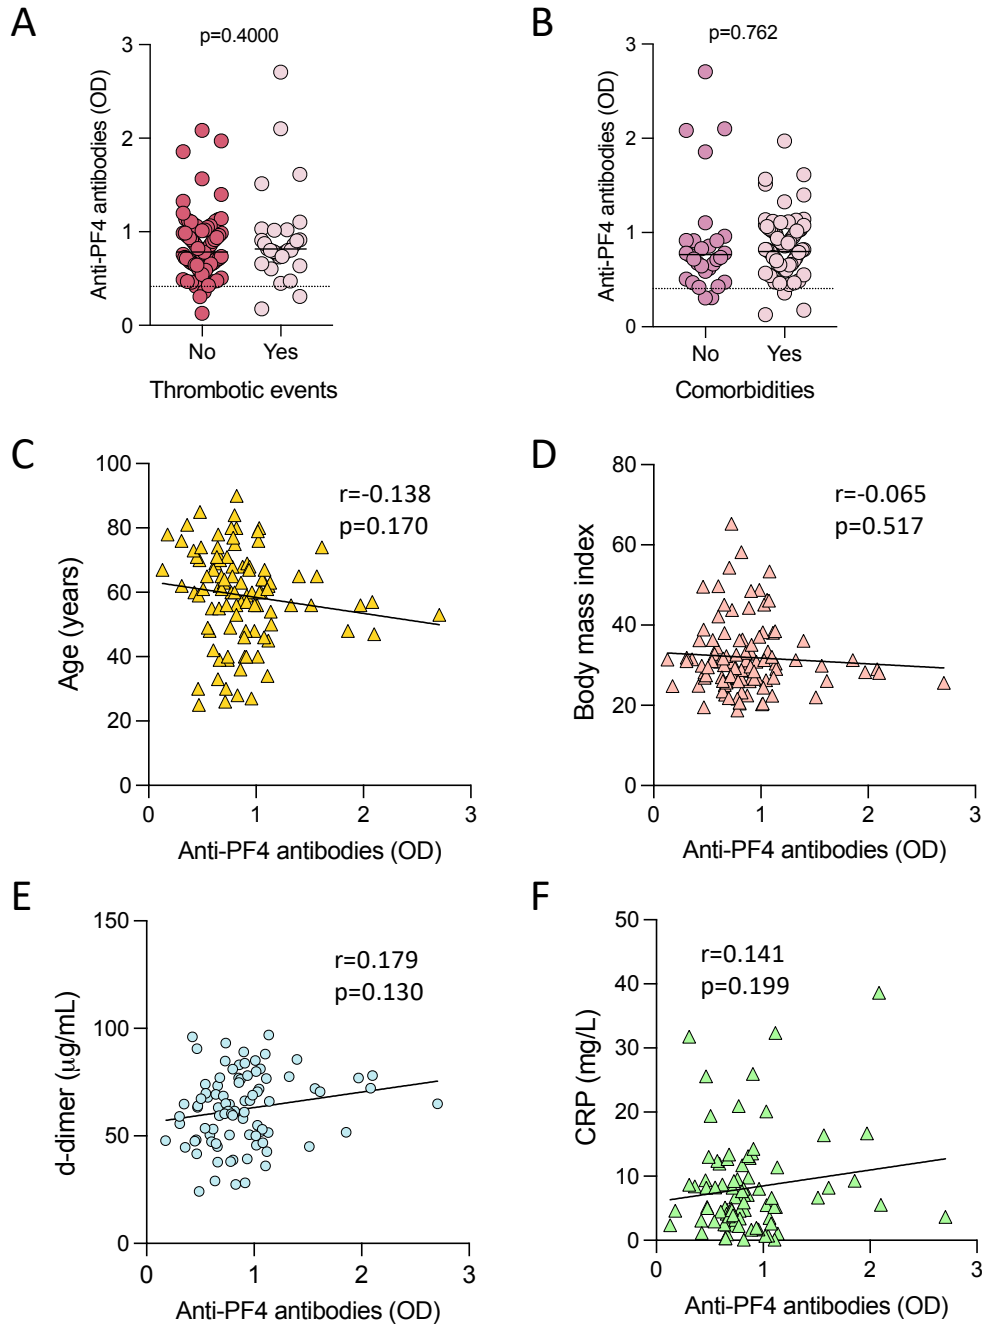 A
p=0.4000
Anti-PF4 antibodies (OD)
3
2
1
0
No Yes
Thrombotic events
B
p=0.762
Anti-PF4 antibodies (OD)
3
2
1
0
No Yes
Comorbidities
C
r=-0.138
p=0.170
Age (years)
100
80
60
40
20
0
0 1 2 3
Anti-PF4 antibodies (OD)
D
r=-0.065
p=0.517
Body mass index
80
60
40
20
0
0 1 2 3
Anti-PF4 antibodies (OD)
E
r=0.179
p=0.130
d-dimer (µg/mL)
150
100
50
0
0 1 2 3
Anti-PF4 antibodies (OD)
F
r=0.141
p=0.199
CRP (mg/L)
50
40
30
20
10
0
0 1 2 3
Anti-PF4 antibodies (OD)